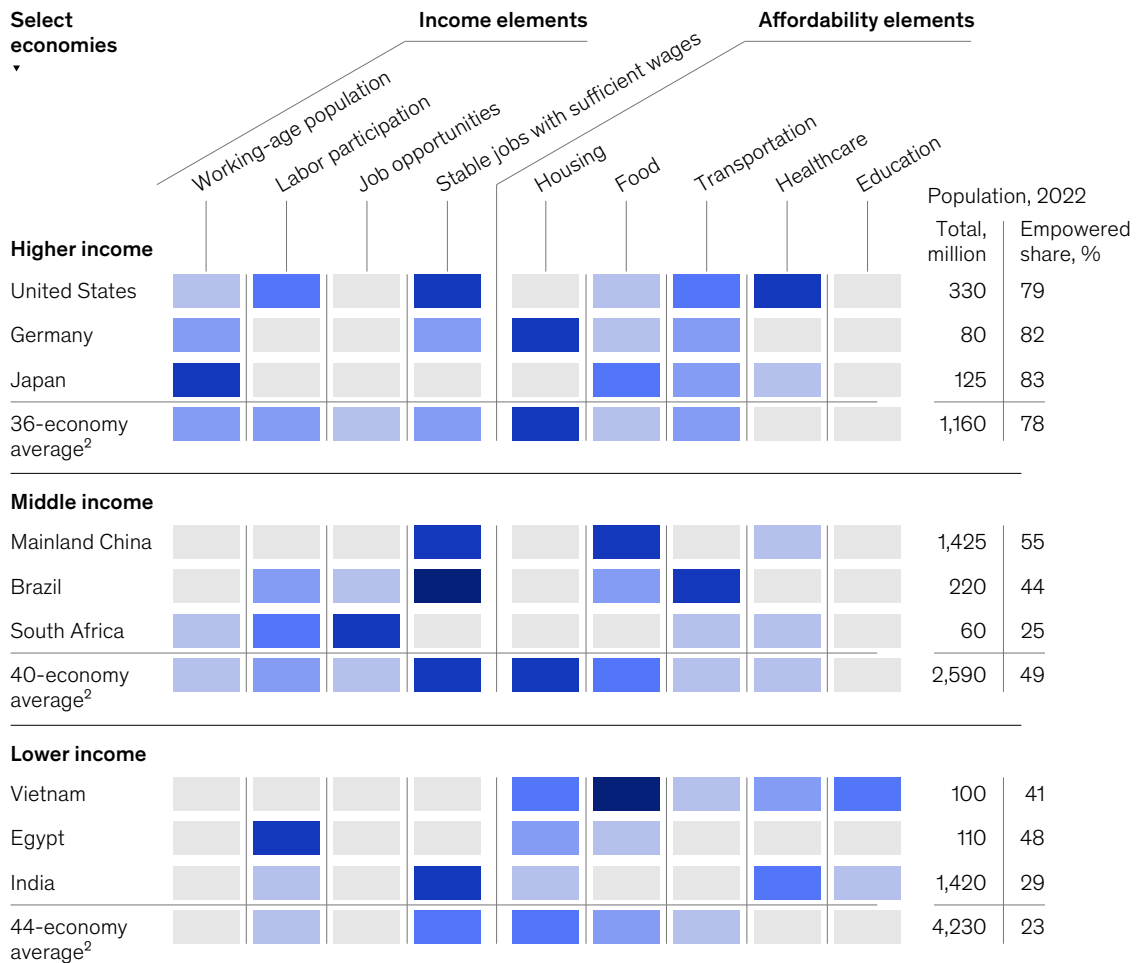 Select
economies
Income elements
Affordability elements
Working-age population
Labor participation
Job opportunities
Stable jobs with sufficient wages
Housing
Food
Transportation
Healthcare
Education
Population, 2022
Total,
million
Empowered
share, %
Higher income
United States 330 79
Germany 80 82
Japan 125 83
36-economy
average² 1,160 78
Middle income
Mainland China 1,425 55
Brazil 220 44
South Africa 60 25
40-economy
average² 2,590 49
Lower income
Vietnam 100 41
Egypt 110 48
India 1,420 29
44-economy
average² 4,230 23